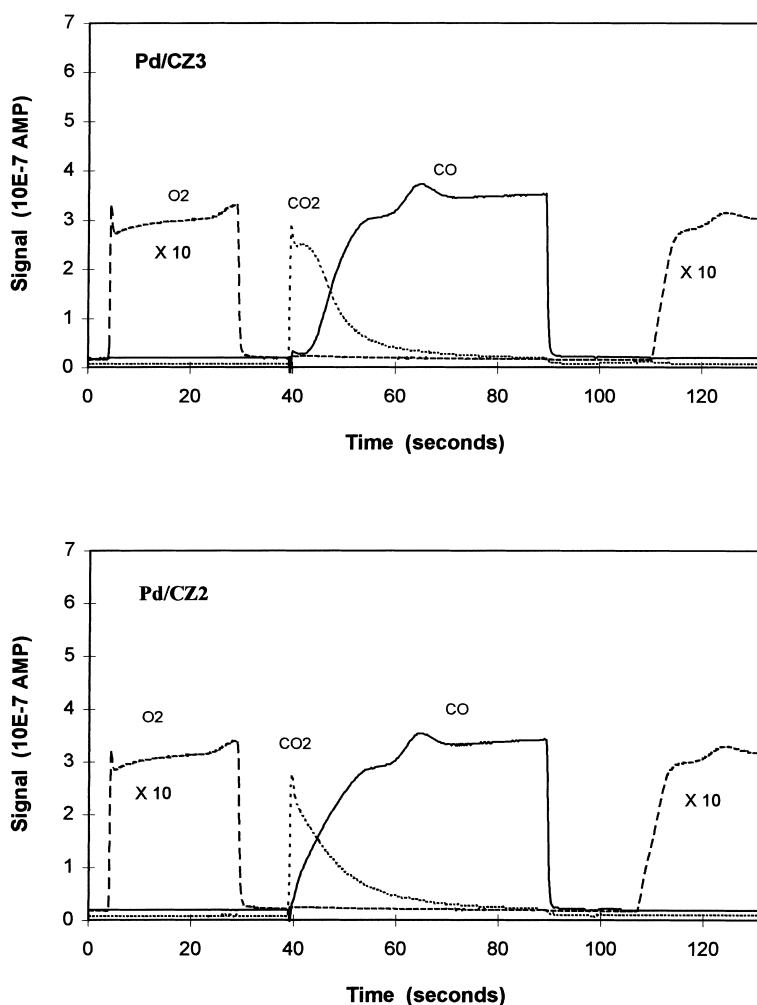 Pd/CZ3
Signal (10E-7 AMP)
7
6
5
4
3
2
1
0
O2
X 10
CO2
CO
X 10
0 20 40 60 80 100 120
Time (seconds)
Pd/CZ2
Signal (10E-7 AMP)
7
6
5
4
3
2
1
0
O2
X 10
CO2
CO
X 10
0 20 40 60 80 100 120
Time (seconds)